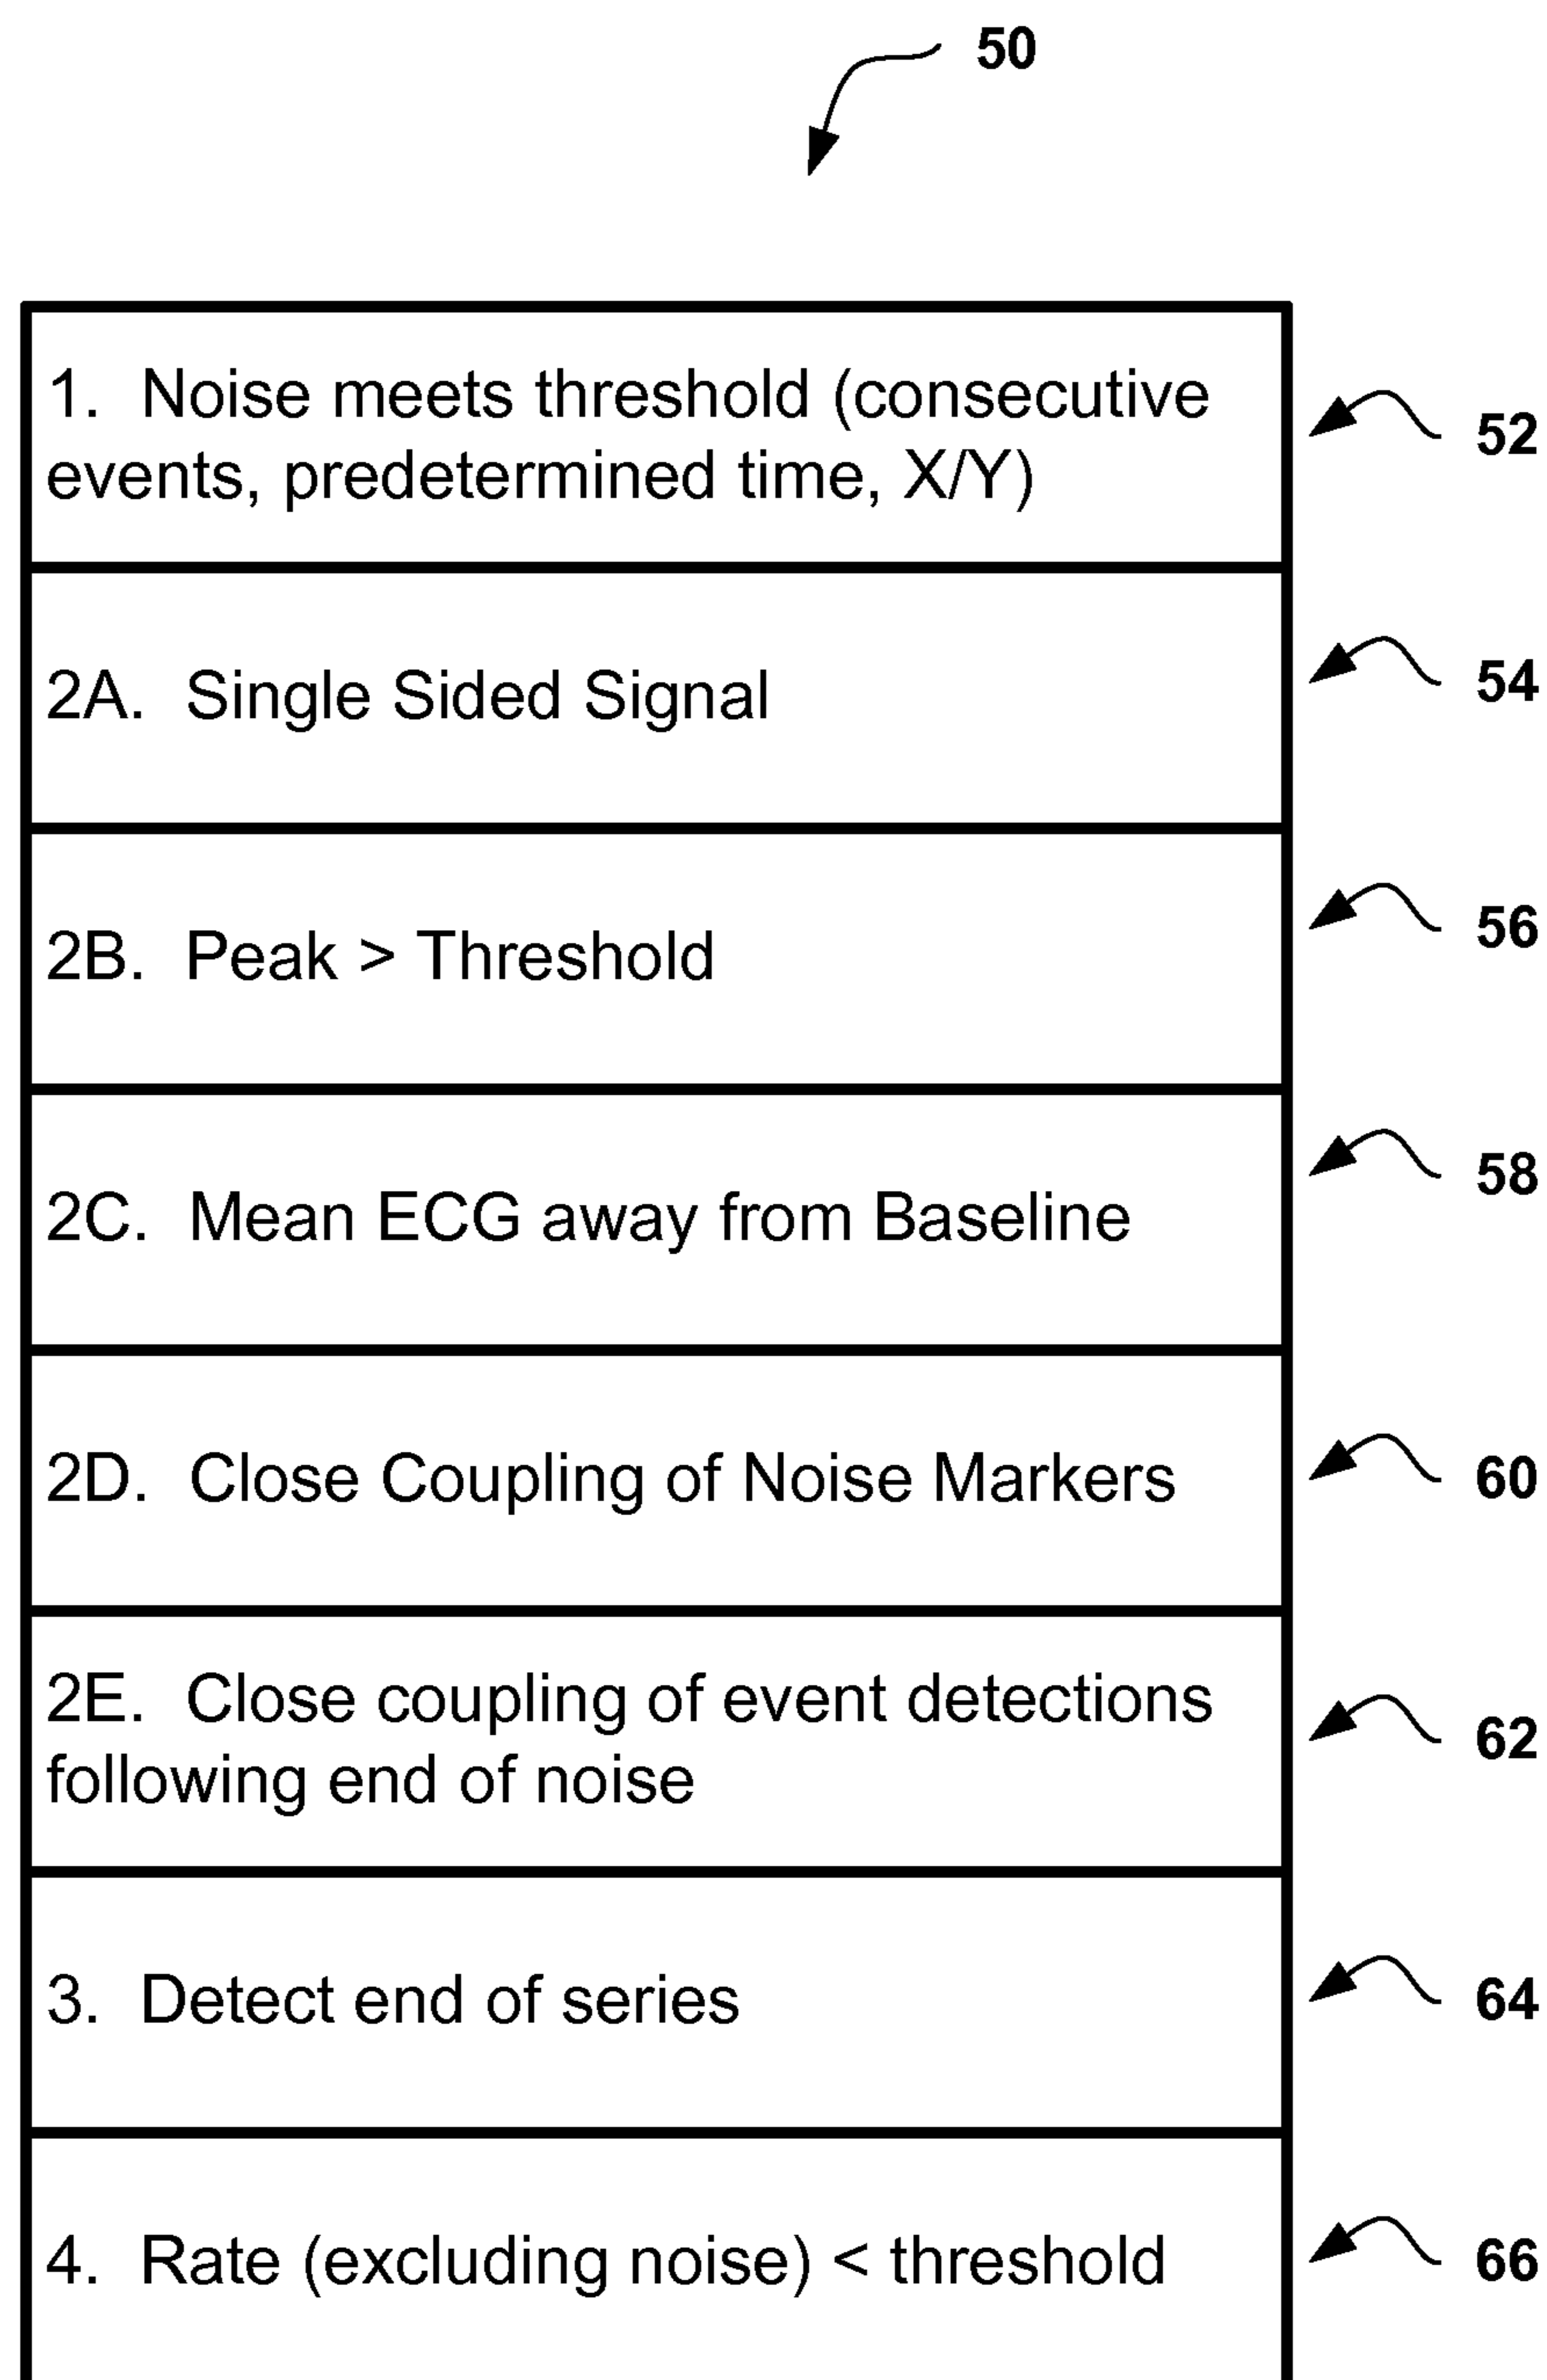 50
1. Noise meets threshold (consecutive
events, predetermined time, X/Y)
52
2A. Single Sided Signal
54
2B. Peak > Threshold
56
2C. Mean ECG away from Baseline
58
2D. Close Coupling of Noise Markers
60
2E. Close coupling of event detections
following end of noise
62
3. Detect end of series
64
4. Rate (excluding noise) < threshold
66